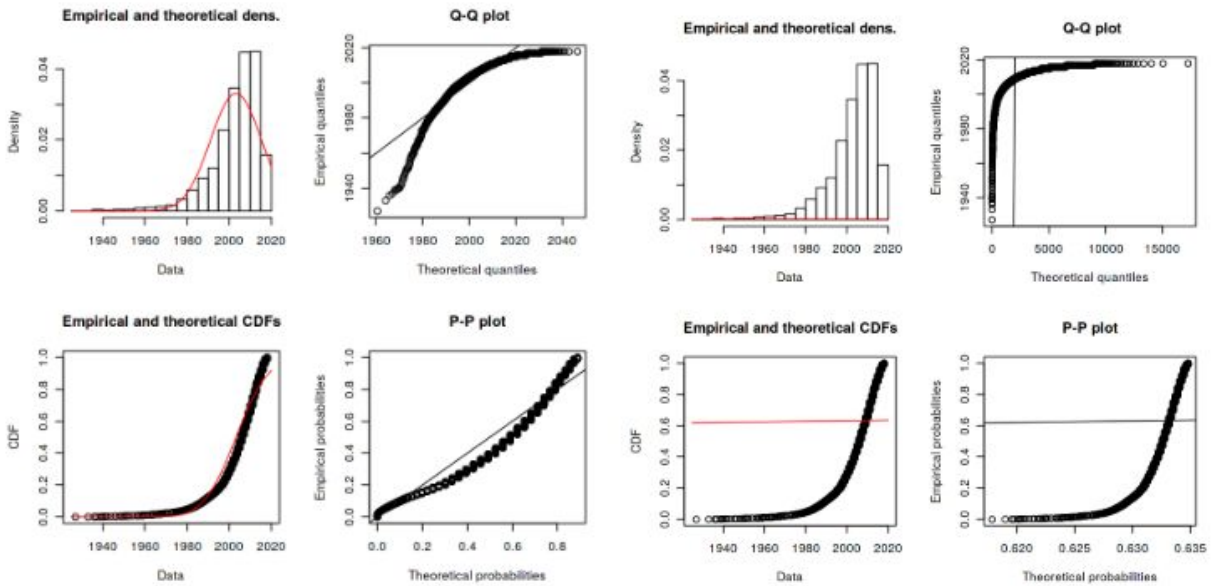 Empirical and theoretical dens.
Density
0.00 0.02 0.04
1940 1960 1980 2000 2020
Data
Q-Q plot
Empirical quantiles
1940 1980 2020
1960 1980 2000 2020 2040
Theoretical quantiles
Empirical and theoretical dens.
Density
0.00 0.02 0.04
1940 1960 1980 2000 2020
Data
Q-Q plot
Empirical quantiles
1940 1980 2020
0 5000 10000 15000
Theoretical quantiles
Empirical and theoretical CDFs
CDF
0.0 0.2 0.4 0.6 0.8 1.0
1940 1960 1980 2000 2020
Data
P-P plot
Empirical probabilities
0.0 0.2 0.4 0.6 0.8 1.0
0.0 0.2 0.4 0.6 0.8
Theoretical probabilities
Empirical and theoretical CDFs
CDF
0.0 0.2 0.4 0.6 0.8 1.0
1940 1960 1980 2000 2020
Data
P-P plot
Empirical probabilities
0.0 0.2 0.4 0.6 0.8 1.0
0.620 0.625 0.630 0.635
Theoretical probabilities